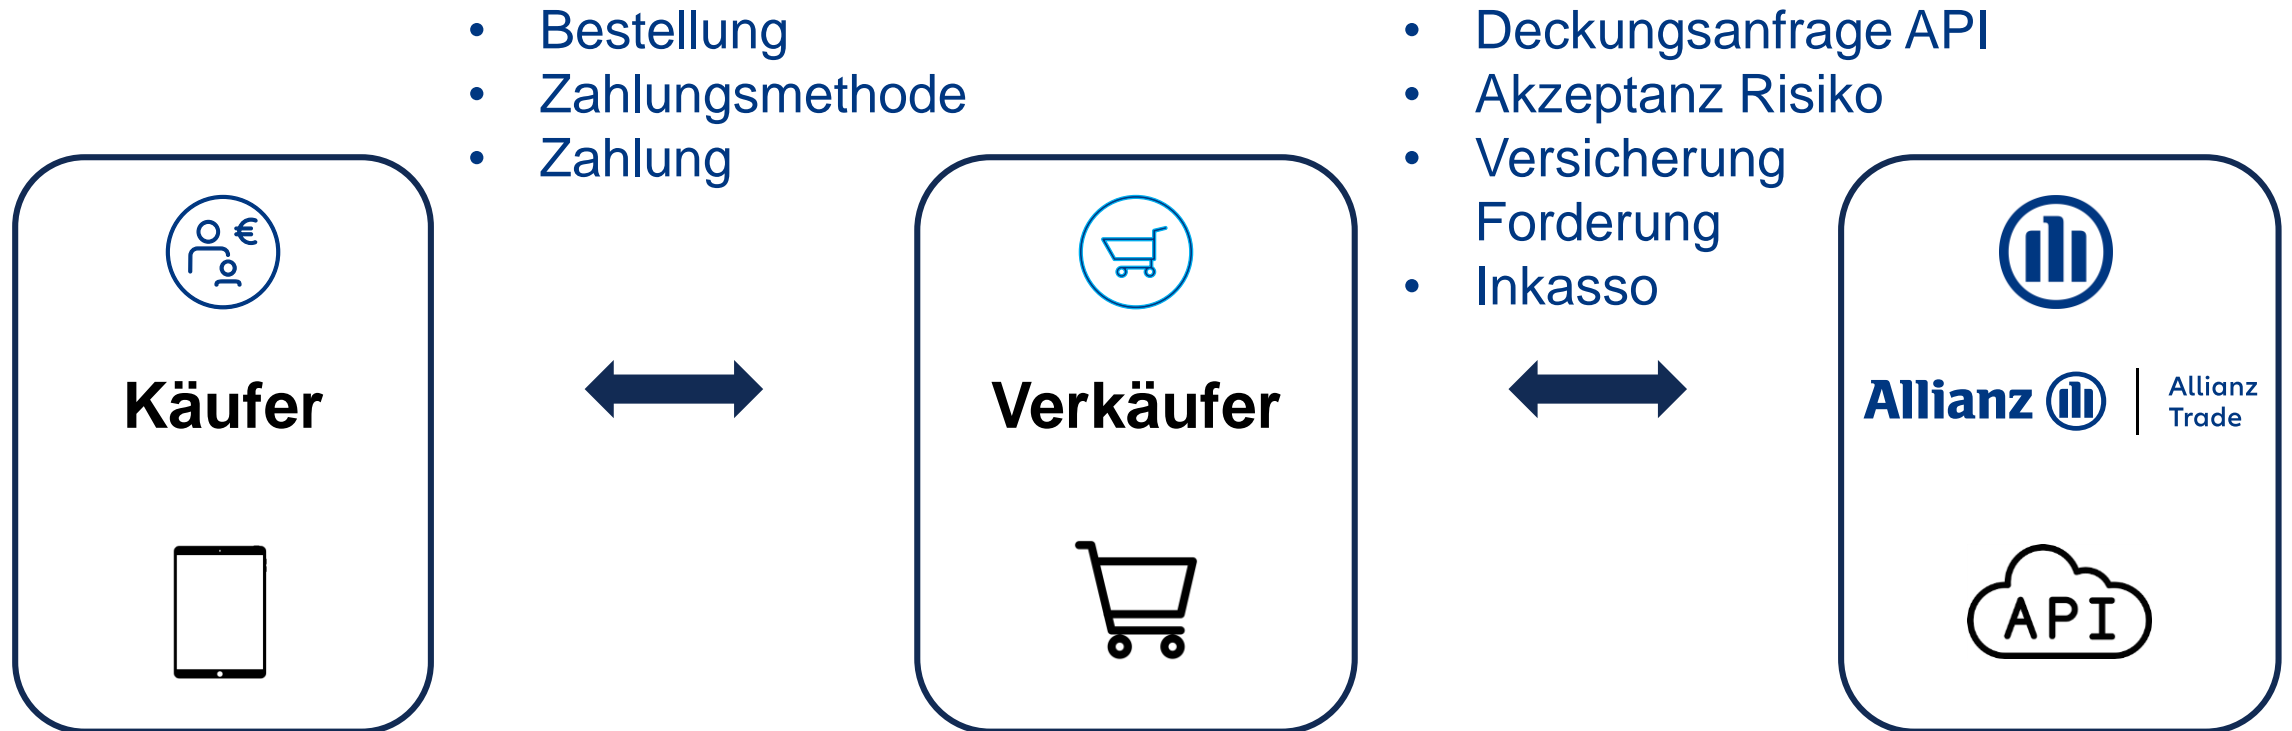 • Bestellung
• Zahlungsmethode
• Zahlung
• Deckungsanfrage API
• Akzeptanz Risiko
• Versicherung
Forderung
• Inkasso
€
Käufer
Verkäufer
Allianz
Allianz
Trade
API